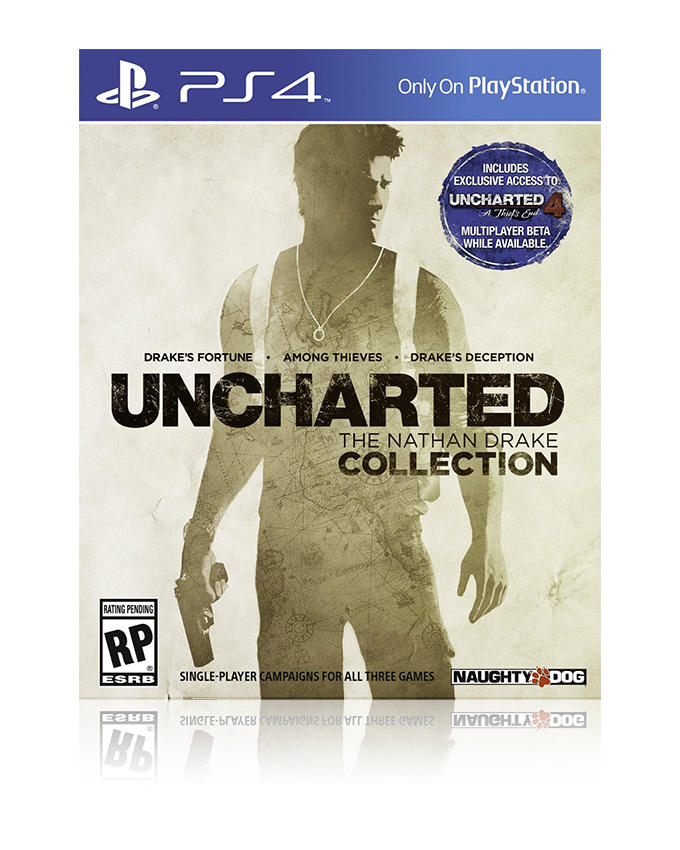 PS4™
Only On PlayStation®
INCLUDES
EXCLUSIVE ACCESS TO
UNCHARTED 4
A Thief's End
MULTIPLAYER BETA
WHILE AVAILABLE.
DRAKE'S FORTUNE • AMONG THIEVES • DRAKE'S DECEPTION
UNCHARTED
THE NATHAN DRAKE
COLLECTION
RATING PENDING
RP
®
ESRB
SINGLE-PLAYER CAMPAIGNS FOR ALL THREE GAMES
NAUGHTY DOG